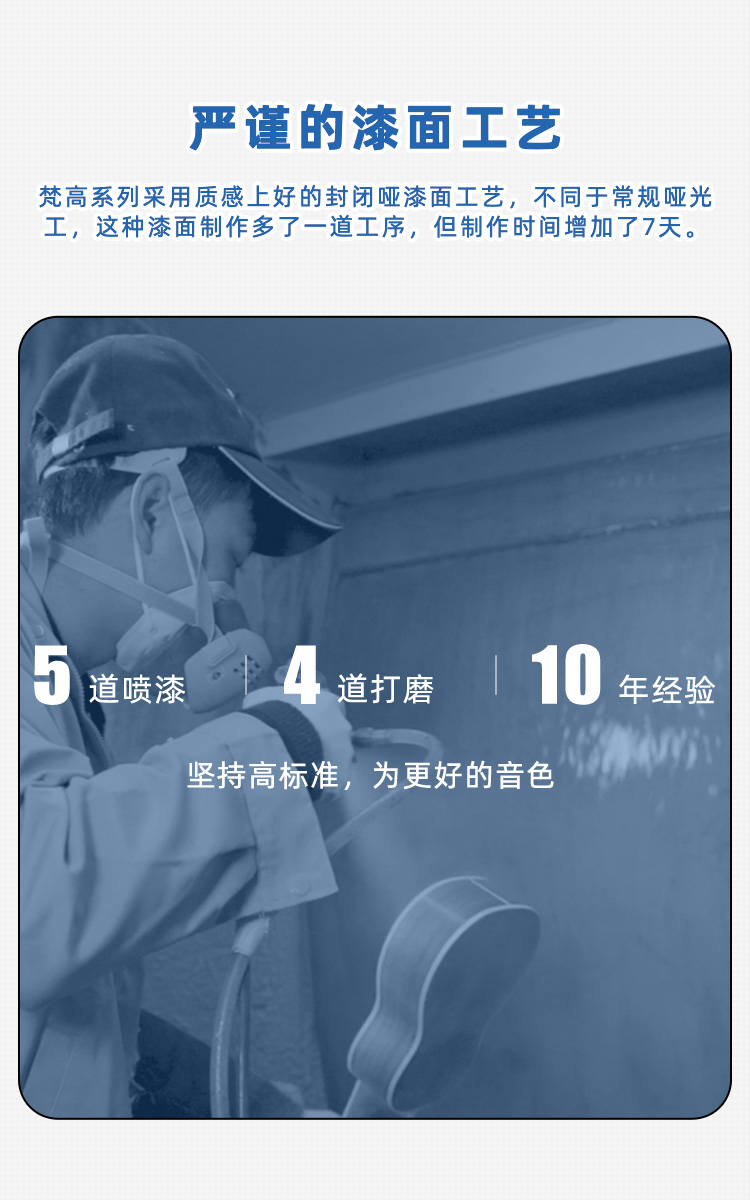 严谨的漆面工艺
梵高系列采用质感上好的封闭哑漆面工艺，不同于常规哑光
工，这种漆面制作多了一道工序，但制作时间增加了7天。
5 道喷漆 | 4 道打磨 | 10 年经验
坚持高标准，为更好的音色